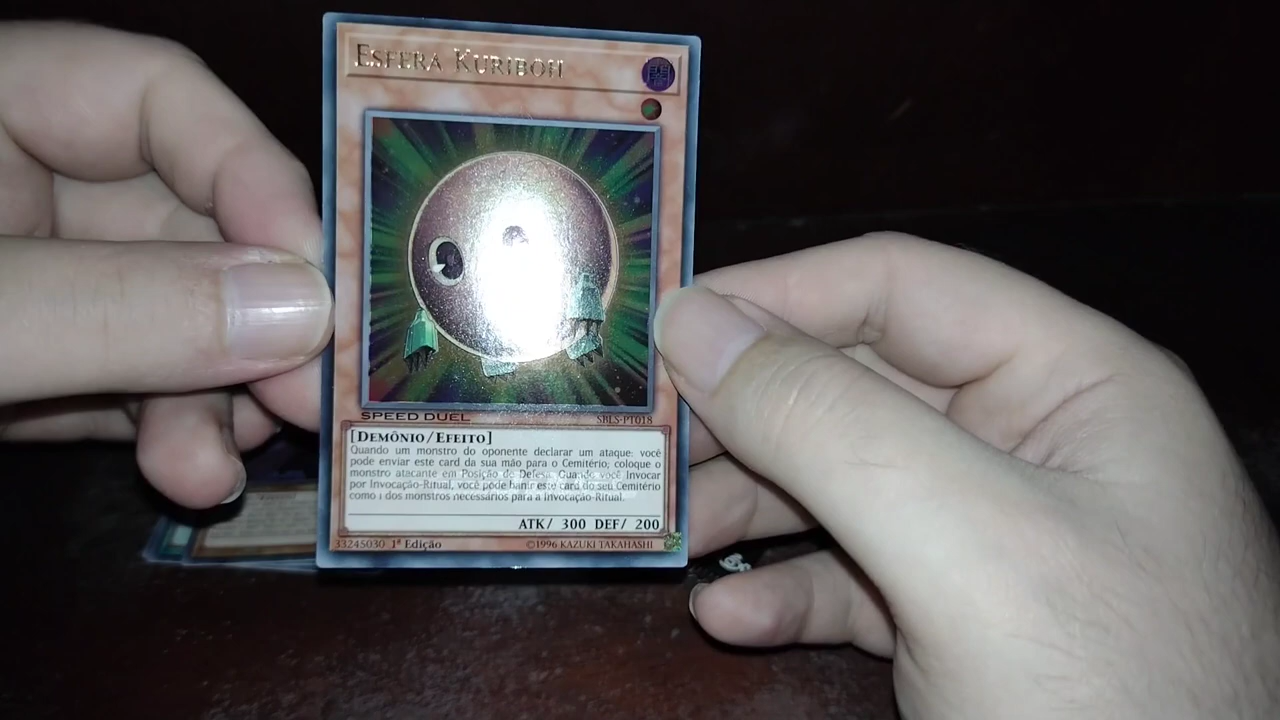 Esfera Kuriboh
SPEED DUEL
SBLS-PT018
[Demônio/Efeito]
Quando um monstro do oponente declarar um ataque: você
pode enviar este card da sua mão para o Cemitério; coloque o
monstro atacante em Posição de Defesa. Quando você Invocar
por Invocação-Ritual, você pode banir este card do seu Cemitério
como 1 dos monstros necessários para a Invocação-Ritual.
ATK/ 300 DEF/ 200
33245030 1ª Edição
©1996 KAZUKI TAKAHASHI